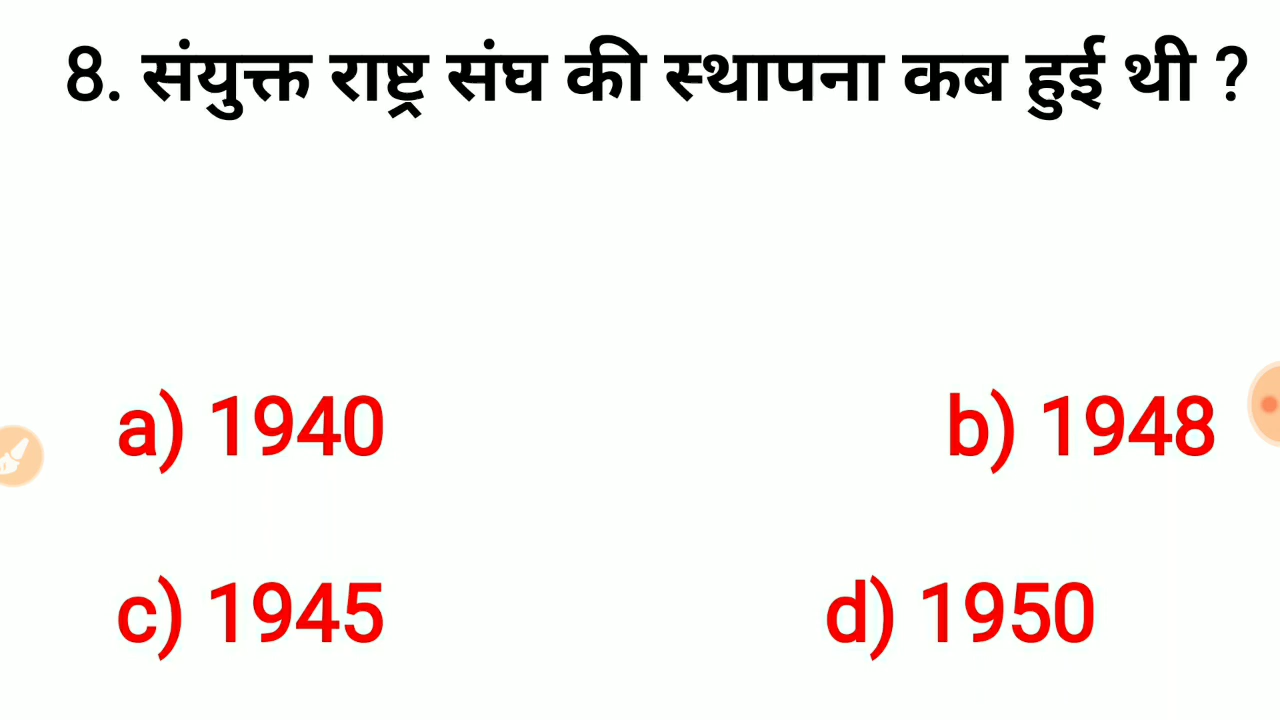 8. संयुक्त राष्ट्र संघ की स्थापना कब हुई थी ?
a) 1940 b) 1948
c) 1945 d) 1950